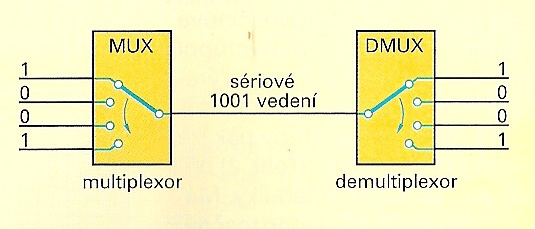 MUX
DMUX
1
0
0
1
sériové
1001 vedení
1
0
0
1
multiplexor
demultiplexor